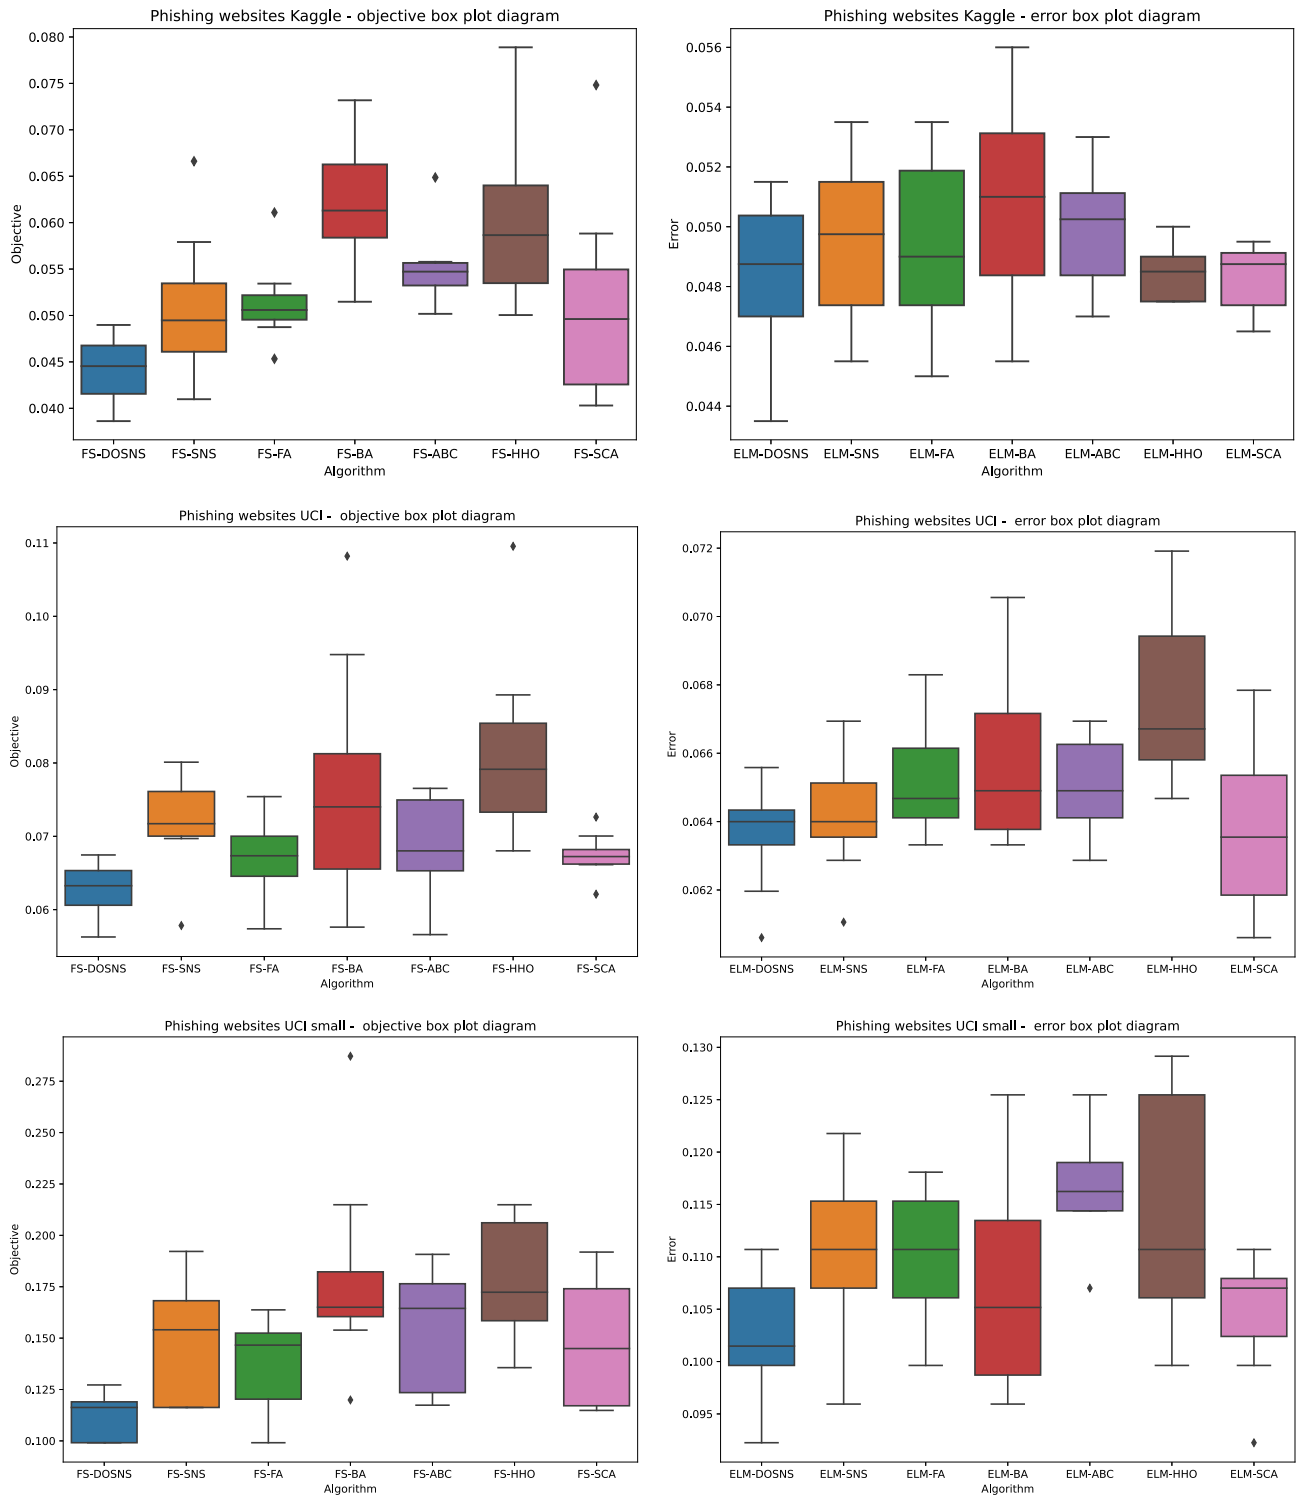 Phishing websites Kaggle - objective box plot diagram
0.080
0.075
0.070
0.065
0.060
0.055
0.050
0.045
0.040
Objective
FS-DOSNS FS-SNS FS-FA FS-BA FS-ABC FS-HHO FS-SCA
Algorithm
Phishing websites Kaggle - error box plot diagram
0.056
0.054
0.052
0.050
0.048
0.046
0.044
Error
ELM-DOSNS ELM-SNS ELM-FA ELM-BA ELM-ABC ELM-HHO ELM-SCA
Algorithm
Phishing websites UCI - objective box plot diagram
0.11
0.10
0.09
0.08
0.07
0.06
Objective
FS-DOSNS FS-SNS FS-FA FS-BA FS-ABC FS-HHO FS-SCA
Algorithm
Phishing websites UCI - error box plot diagram
0.072
0.070
0.068
0.066
0.064
0.062
Error
ELM-DOSNS ELM-SNS ELM-FA ELM-BA ELM-ABC ELM-HHO ELM-SCA
Algorithm
Phishing websites UCI small - objective box plot diagram
0.275
0.250
0.225
0.200
0.175
0.150
0.125
0.100
Objective
FS-DOSNS FS-SNS FS-FA FS-BA FS-ABC FS-HHO FS-SCA
Algorithm
Phishing websites UCI small - error box plot diagram
0.130
0.125
0.120
0.115
0.110
0.105
0.100
0.095
Error
ELM-DOSNS ELM-SNS ELM-FA ELM-BA ELM-ABC ELM-HHO ELM-SCA
Algorithm